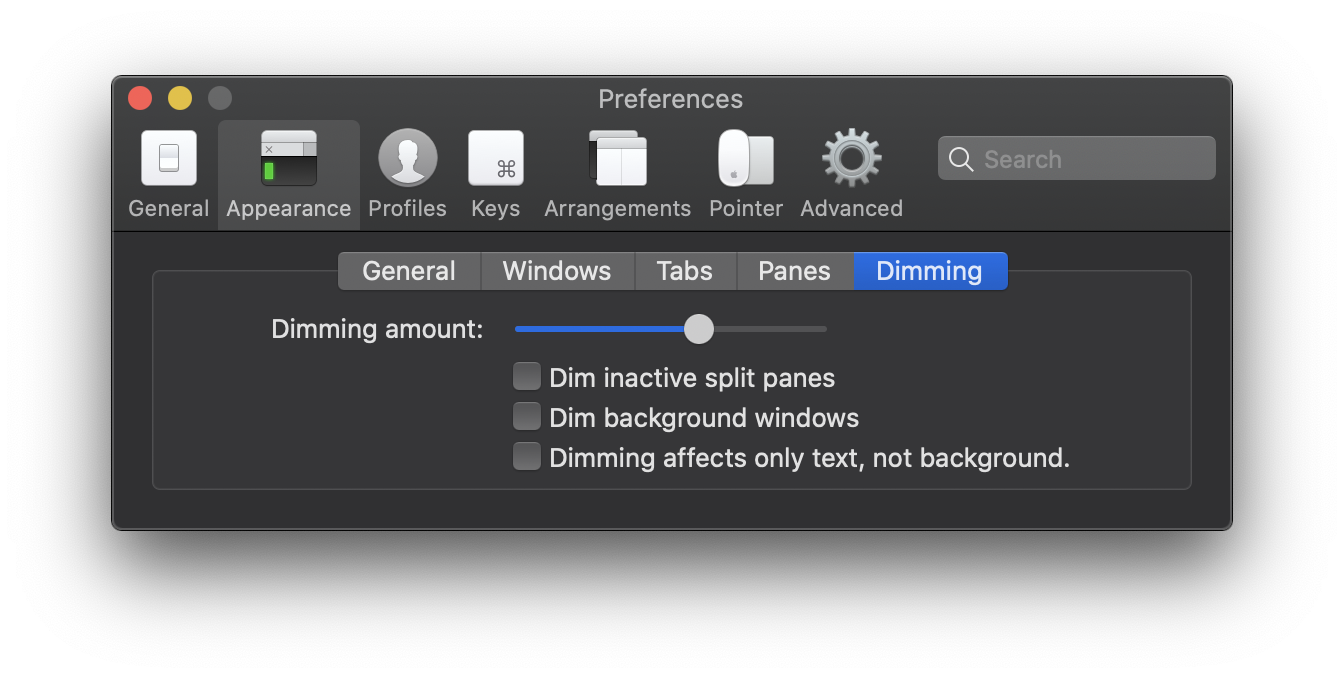 Preferences
General Appearance Profiles Keys Arrangements Pointer Advanced Search
General Windows Tabs Panes Dimming
Dimming amount:
Dim inactive split panes
Dim background windows
Dimming affects only text, not background.